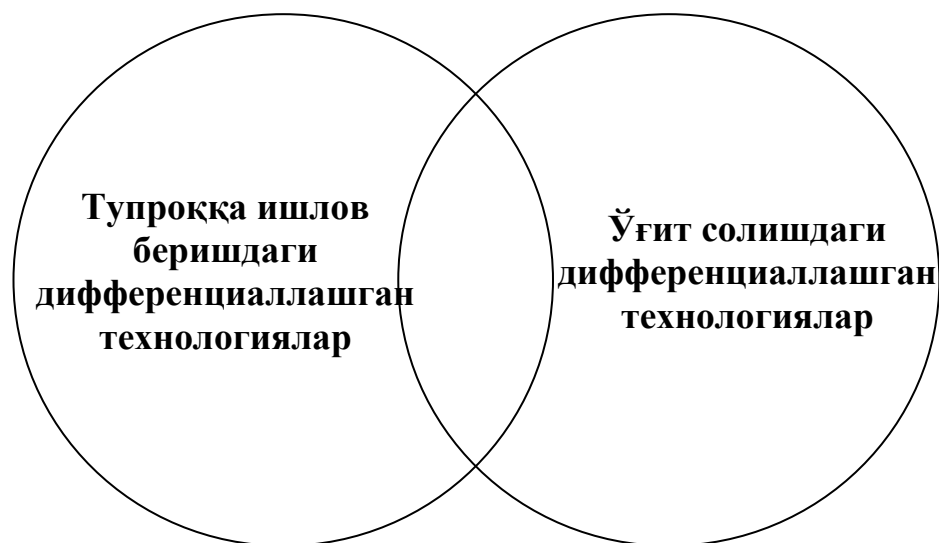 Тупроққа ишлов
беришдаги
дифференциаллашган
технологиялар
Ўғит солишдаги
дифференциаллашган
технологиялар